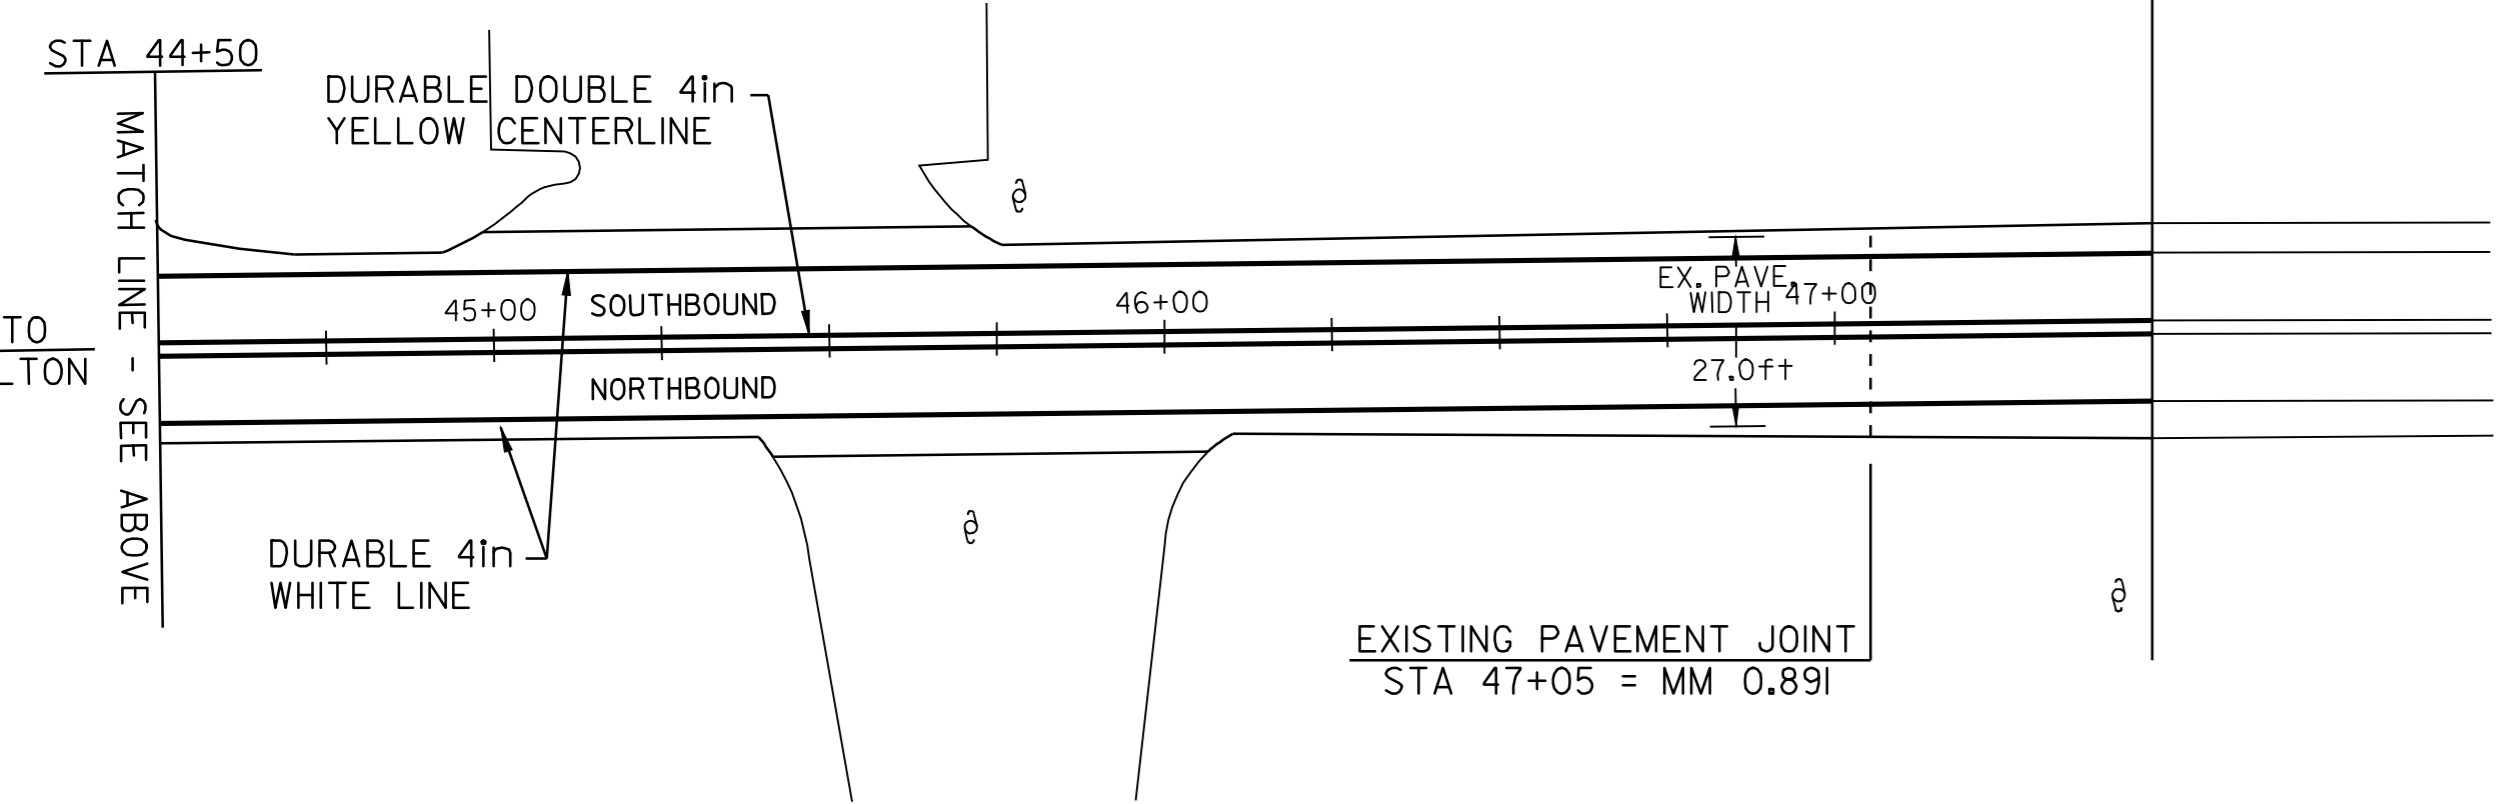 STA 44+50
MATCH LINE - SEE ABOVE
DURABLE DOUBLE 4in
YELLOW CENTERLINE
TO
LTON
45+00
SOUTHBOUND
46+00
EX. PAVE.
WIDTH
47+00
27.0ft
NORTHBOUND
DURABLE 4in
WHITE LINE
EXISTING PAVEMENT JOINT
STA 47+05 = MM 0.891